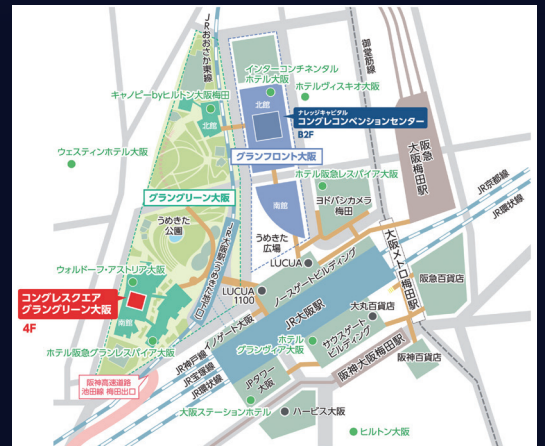 JRおおさか東線
御堂筋線
インターコンチネンタル
ホテル大阪
キャノピーbyヒルトン大阪梅田
ホテルヴィスキオ大阪
北館
北館
ナレッジキャピタル
コングレコンベンションセンター
B2F
阪急
大阪梅田駅
ウェスティンホテル大阪
グランフロント大阪
ホテル阪急レスパイア大阪
JR京都線
JR環状線
グラングリーン大阪
ヨドバシカメラ
梅田
南館
うめきた
公園
うめきた
広場
JR大阪駅(うめきた地下口)
大阪メトロ梅田駅
LUCUA
ウォルドーフ・アストリア大阪
ノースゲートビルディング
阪急百貨店
コングレスクエア
グラングリーン大阪
4F
LUCUA
1100
JR大阪駅
大丸百貨店
南館
イノゲート大阪
サウスゲート
ビルディング
ホテル
グランヴィア大阪
阪神百貨店
ホテル阪急グランレスパイア大阪
JR神戸線
JR宝塚線
JR環状線
阪神大阪梅田駅
阪神高速道路
池田線 梅田出口
JPタワー
大阪
大阪ステーションホテル
ハービス大阪
ヒルトン大阪